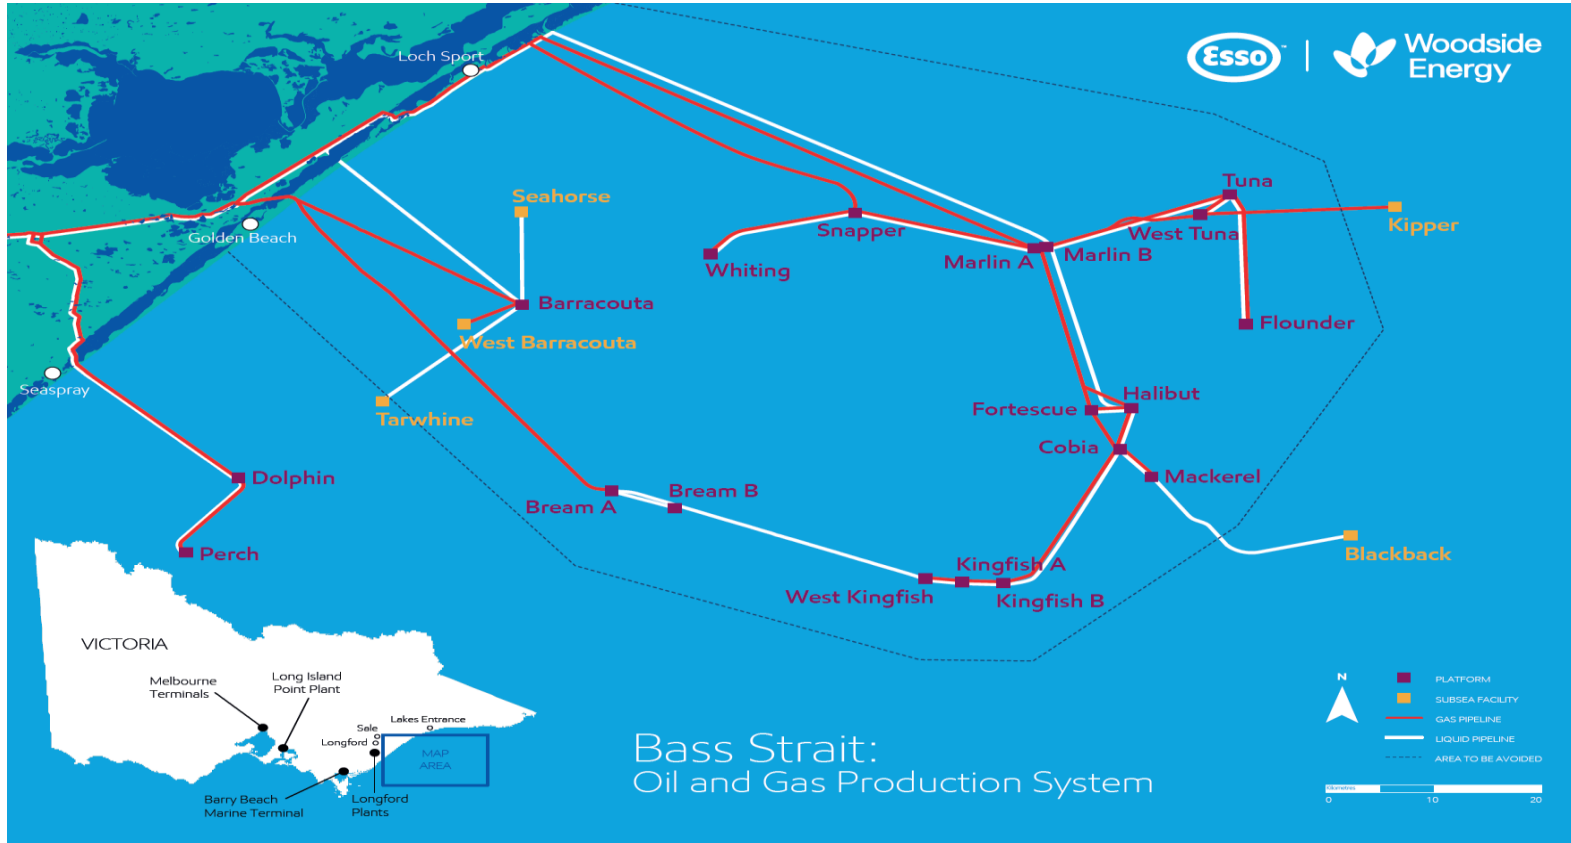 Esso
Woodside
Energy
Loch Sport
Golden Beach
Seaspray
Seahorse
Barracouta
West Barracouta
Tarwhine
Whiting
Snapper
Marlin A
Marlin B
Tuna
West Tuna
Kipper
Flounder
Halibut
Fortescue
Cobia
Mackerel
Blackback
Dolphin
Perch
Bream A
Bream B
Kingfish A
West Kingfish
Kingfish B
VICTORIA
Melbourne
Terminals
Long Island
Point Plant
Sale
Lakes Entrance
Longford
MAP
AREA
Barry Beach
Marine Terminal
Longford
Plants
Bass Strait:
Oil and Gas Production System
N
PLATFORM
SUBSEA FACILITY
GAS PIPELINE
LIQUID PIPELINE
AREA TO BE AVOIDED
Kilometres
0 10 20